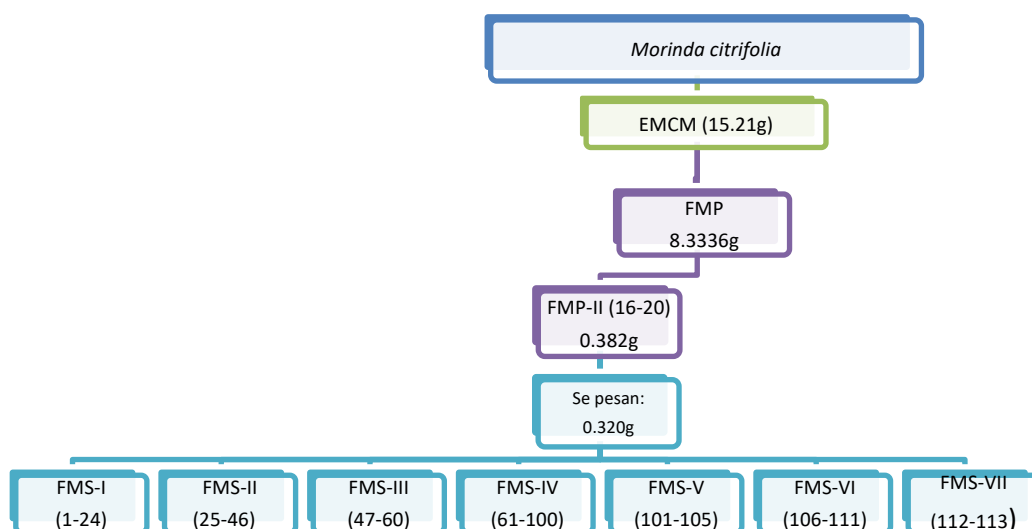 Morinda citrifolia
EMCM (15.21g)
FMP
8.3336g
FMP-II (16-20)
0.382g
Se pesan:
0.320g
FMS-I
(1-24)
FMS-II
(25-46)
FMS-III
(47-60)
FMS-IV
(61-100)
FMS-V
(101-105)
FMS-VI
(106-111)
FMS-VII
(112-113)